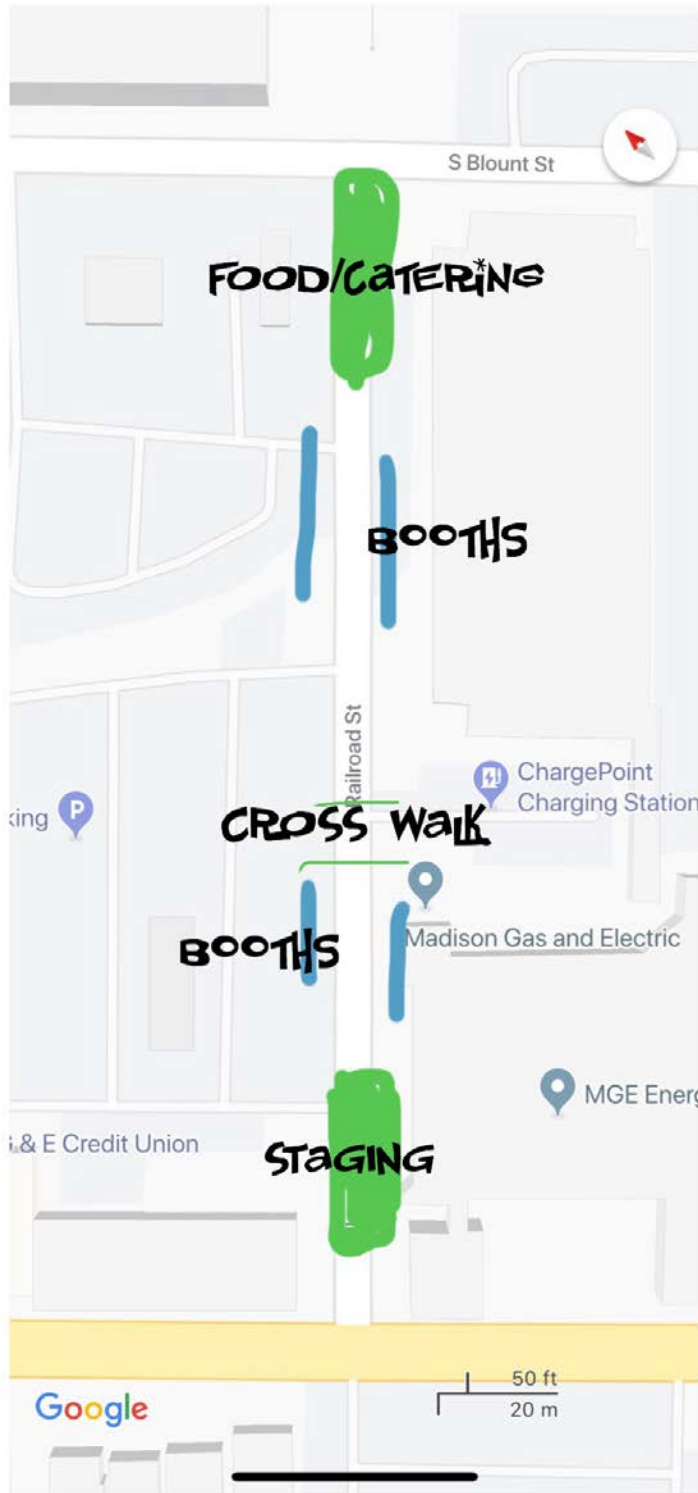 S Blount St
FOOD/CaTERiNG
BOOTHS
Railroad St
ChargePoint
Charging Station
king
P
CROSS WaLK
Madison Gas and Electric
BOOTHS
MGE Energ
& E Credit Union
STaGING
50 ft
20 m
Google